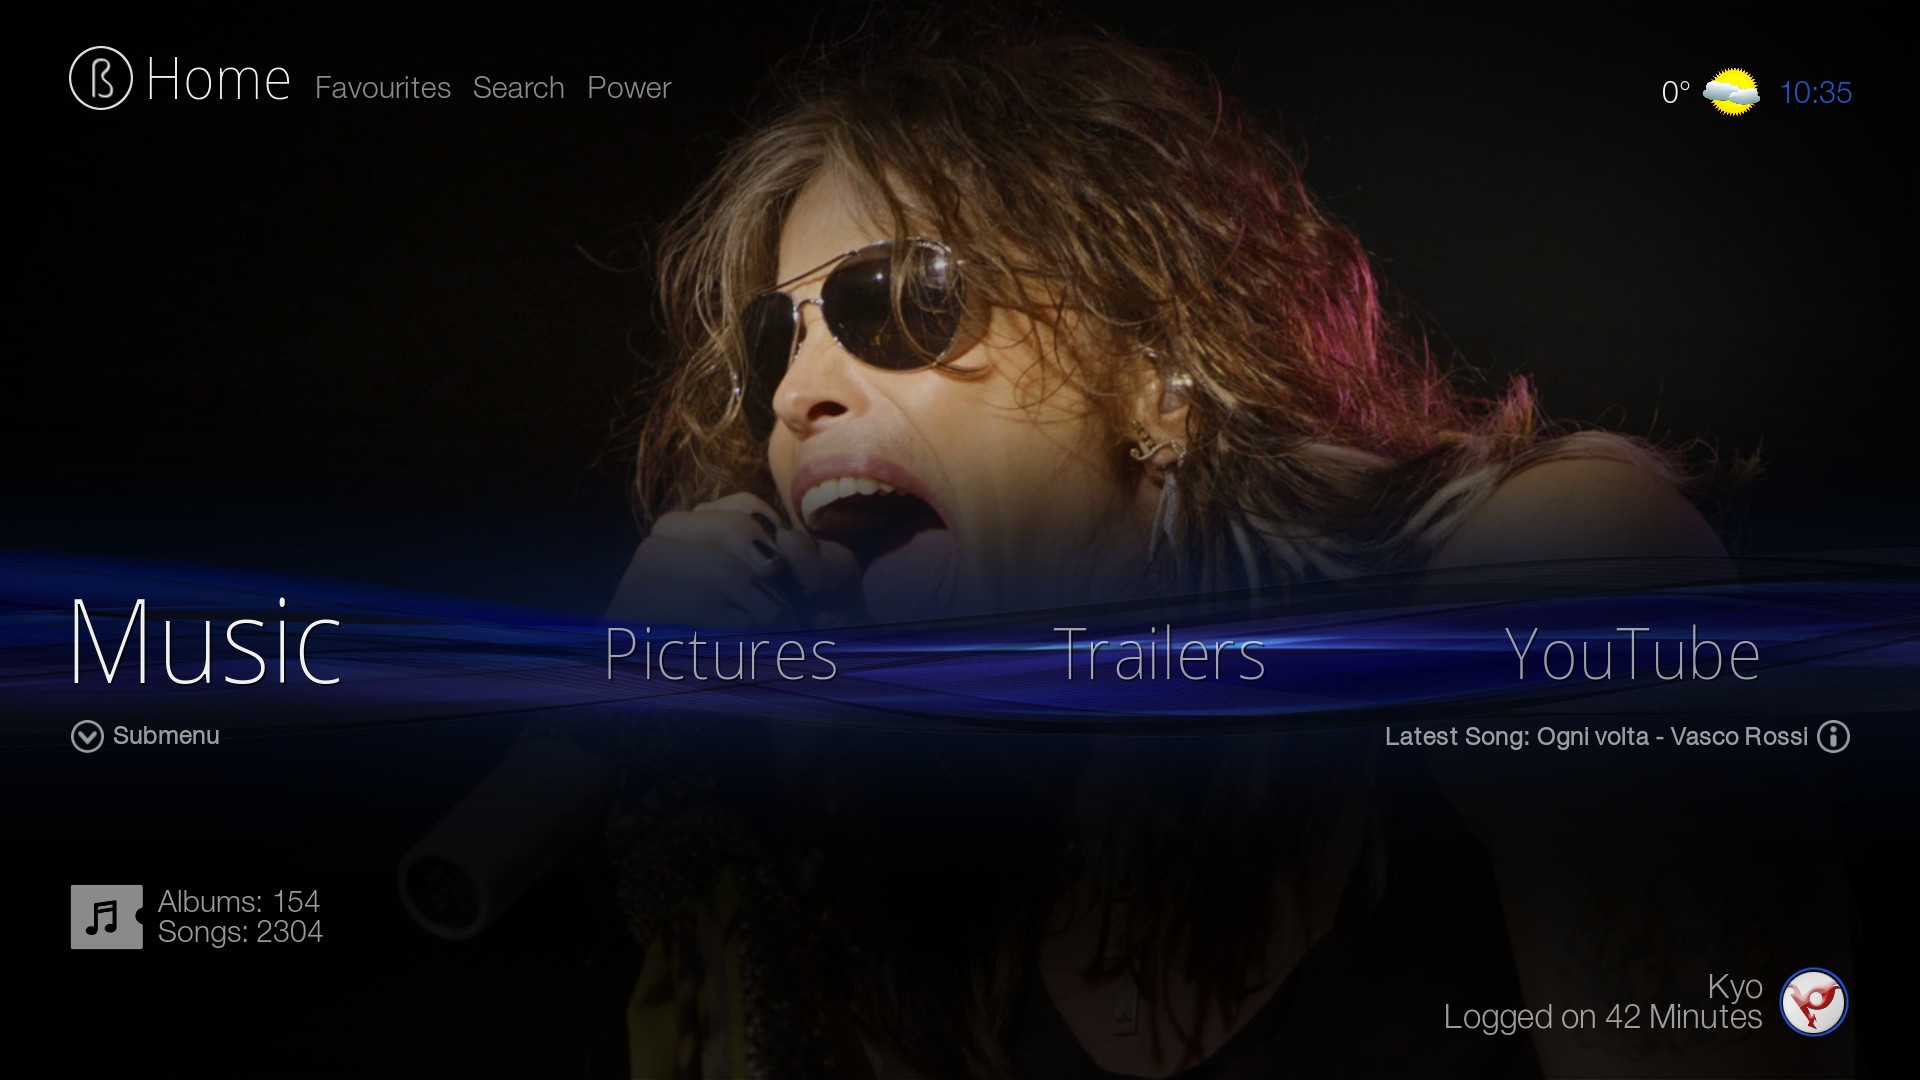 ß Home Favourites Search Power
0° 10:35
Music Pictures Trailers YouTube
Submenu
Latest Song: Ogni volta - Vasco Rossi
Albums: 154
Songs: 2304
Kyo
Logged on 42 Minutes